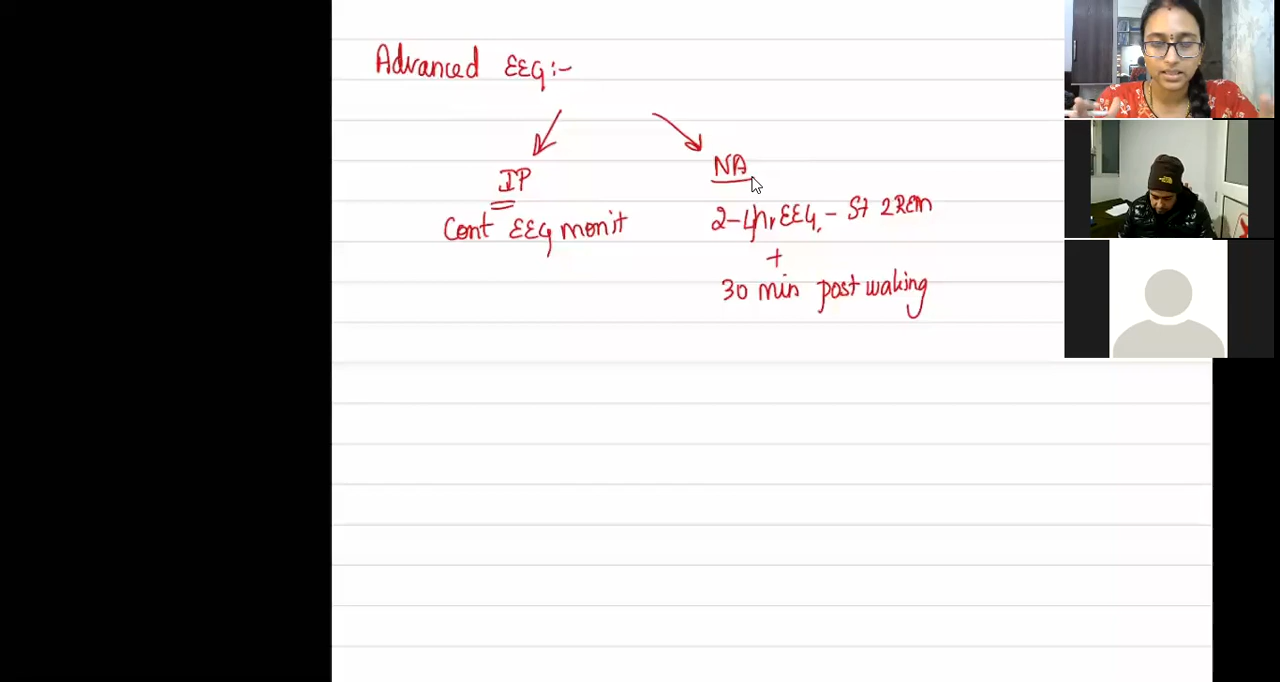 Advanced EEG:-
IP
Cont EEG monit
NA
2-4hr EEG, - St 2 Rem
+
30 min post waking